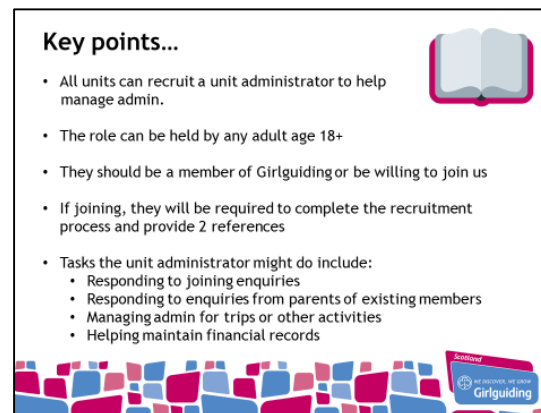 Key points…
• All units can recruit a unit administrator to help
manage admin.
• The role can be held by any adult age 18+
• They should be a member of Girlguiding or be willing to join us
• If joining, they will be required to complete the recruitment
process and provide 2 references
• Tasks the unit administrator might do include:
• Responding to joining enquiries
• Responding to enquiries from parents of existing members
• Managing admin for trips or other activities
• Helping maintain financial records
Scotland
WE DISCOVER, WE GROW
Girlguiding